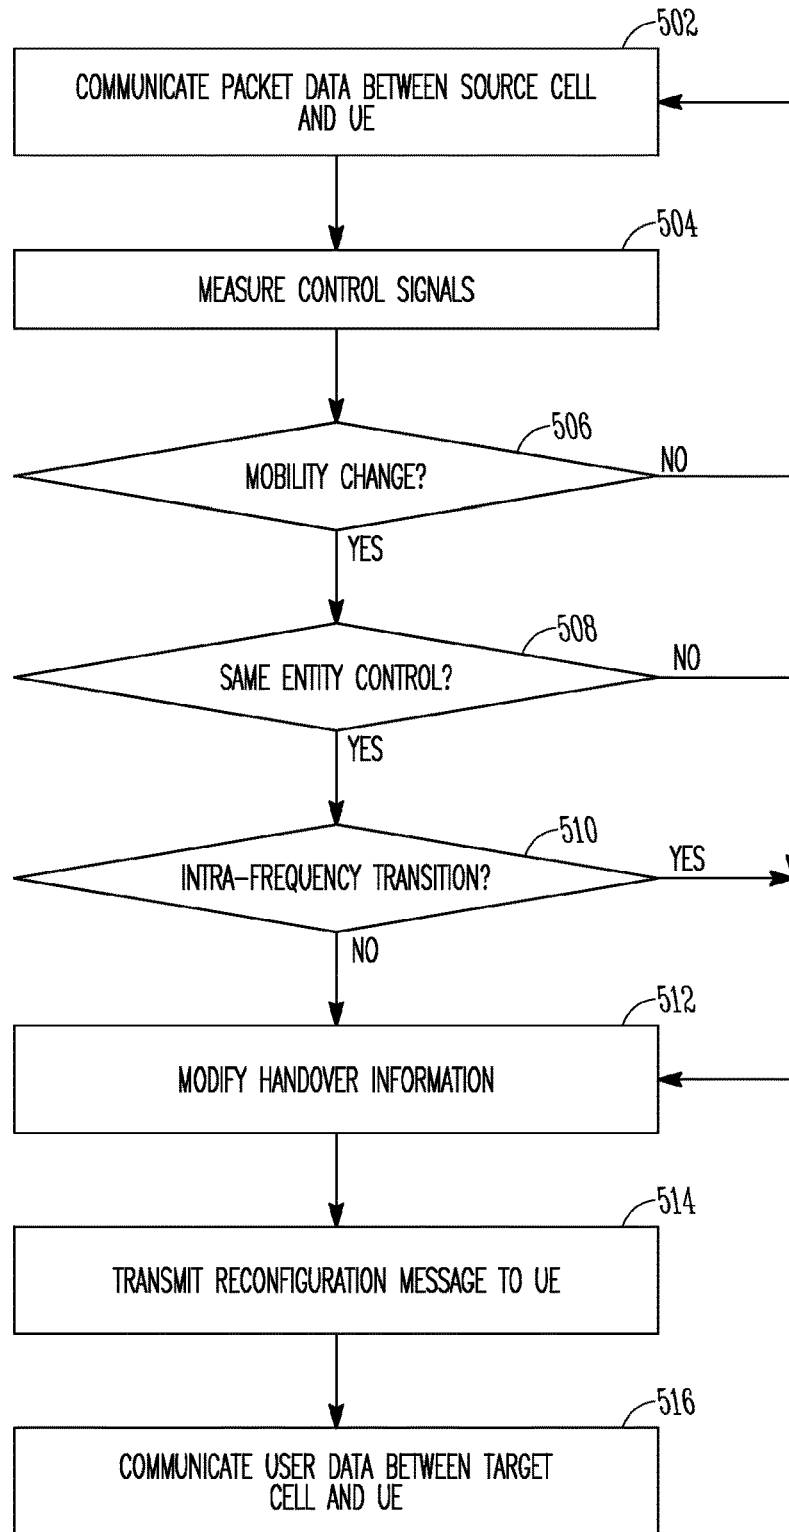 502
COMMUNICATE PACKET DATA BETWEEN SOURCE CELL
AND UE
504
MEASURE CONTROL SIGNALS
506
MOBILITY CHANGE?
NO
YES
508
SAME ENTITY CONTROL?
NO
YES
510
INTRA-FREQUENCY TRANSITION?
YES
NO
512
MODIFY HANDOVER INFORMATION
514
TRANSMIT RECONFIGURATION MESSAGE TO UE
516
COMMUNICATE USER DATA BETWEEN TARGET
CELL AND UE